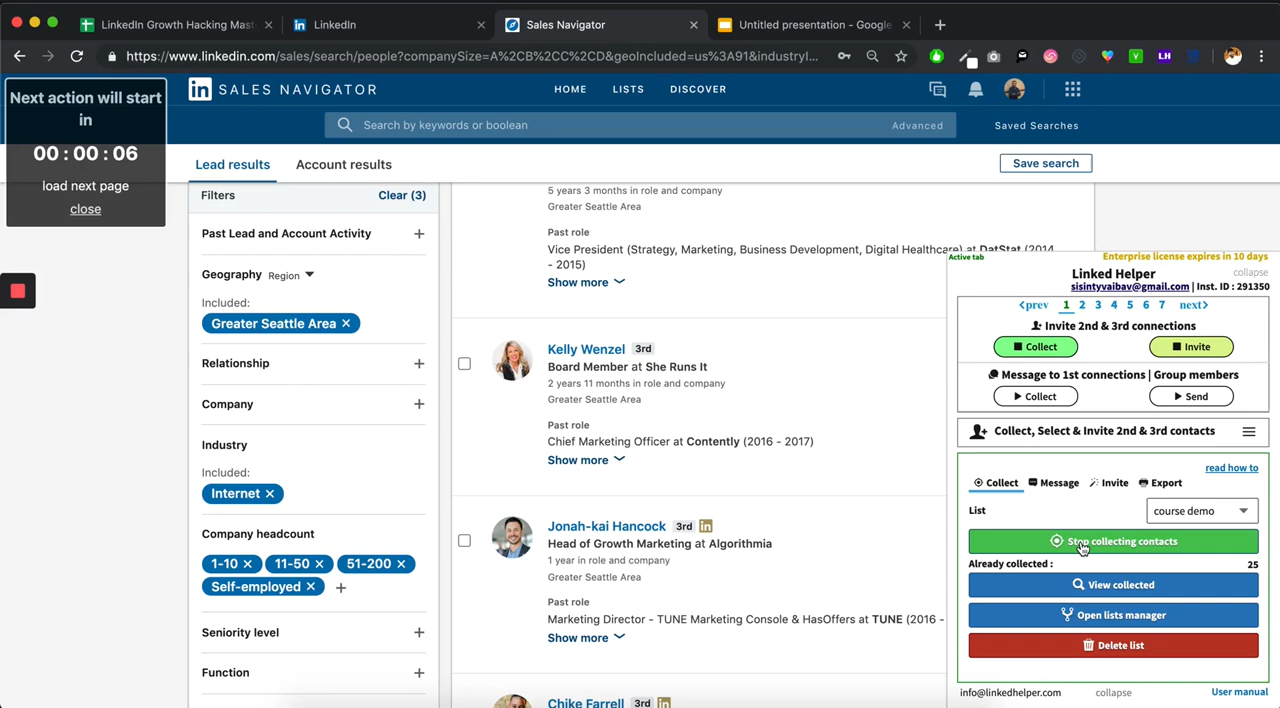 LinkedIn Growth Hacking Mast
LinkedIn
Sales Navigator
Untitled presentation - Google
https://www.linkedin.com/sales/search/people?companySize=A%2CB%2CC%2CD&geoIncluded=us%3A91&industryI...
Next action will start in
00 : 00 : 06
load next page
close
in SALES NAVIGATOR
HOME
LISTS
DISCOVER
Search by keywords or boolean
Advanced
Saved Searches
Lead results
Account results
Save search
Filters
Clear (3)
Past Lead and Account Activity
Geography Region
Included:
Greater Seattle Area
Relationship
Company
Industry
Included:
Internet
Company headcount
1-10
11-50
51-200
Self-employed
Seniority level
Function
5 years 3 months in role and company
Greater Seattle Area
Past role
Vice President (Strategy, Marketing, Business Development, Digital Healthcare) at DatStat (2014
- 2015)
Show more
Kelly Wenzel 3rd
Board Member at She Runs It
2 years 11 months in role and company
Greater Seattle Area
Past role
Chief Marketing Officer at Contently (2016 - 2017)
Show more
Jonah-kai Hancock 3rd in
Head of Growth Marketing at Algorithmia
1 year in role and company
Greater Seattle Area
Past role
Marketing Director - TUNE Marketing Console & HasOffers at TUNE (2016 -
Show more
Chike Farrell 3rd in
Active tab
Enterprise license expires in 10 days
Linked Helper
collapse
sisintyvaibav@gmail.com | Inst. ID : 291350
<prev 1 2 3 4 5 6 7 next>
Invite 2nd & 3rd connections
Collect
Invite
Message to 1st connections | Group members
Collect
Send
Collect, Select & Invite 2nd & 3rd contacts
read how to
Collect
Message
Invite
Export
List
course demo
Stop collecting contacts
Already collected :
25
View collected
Open lists manager
Delete list
info@linkedhelper.com
collapse
User manual